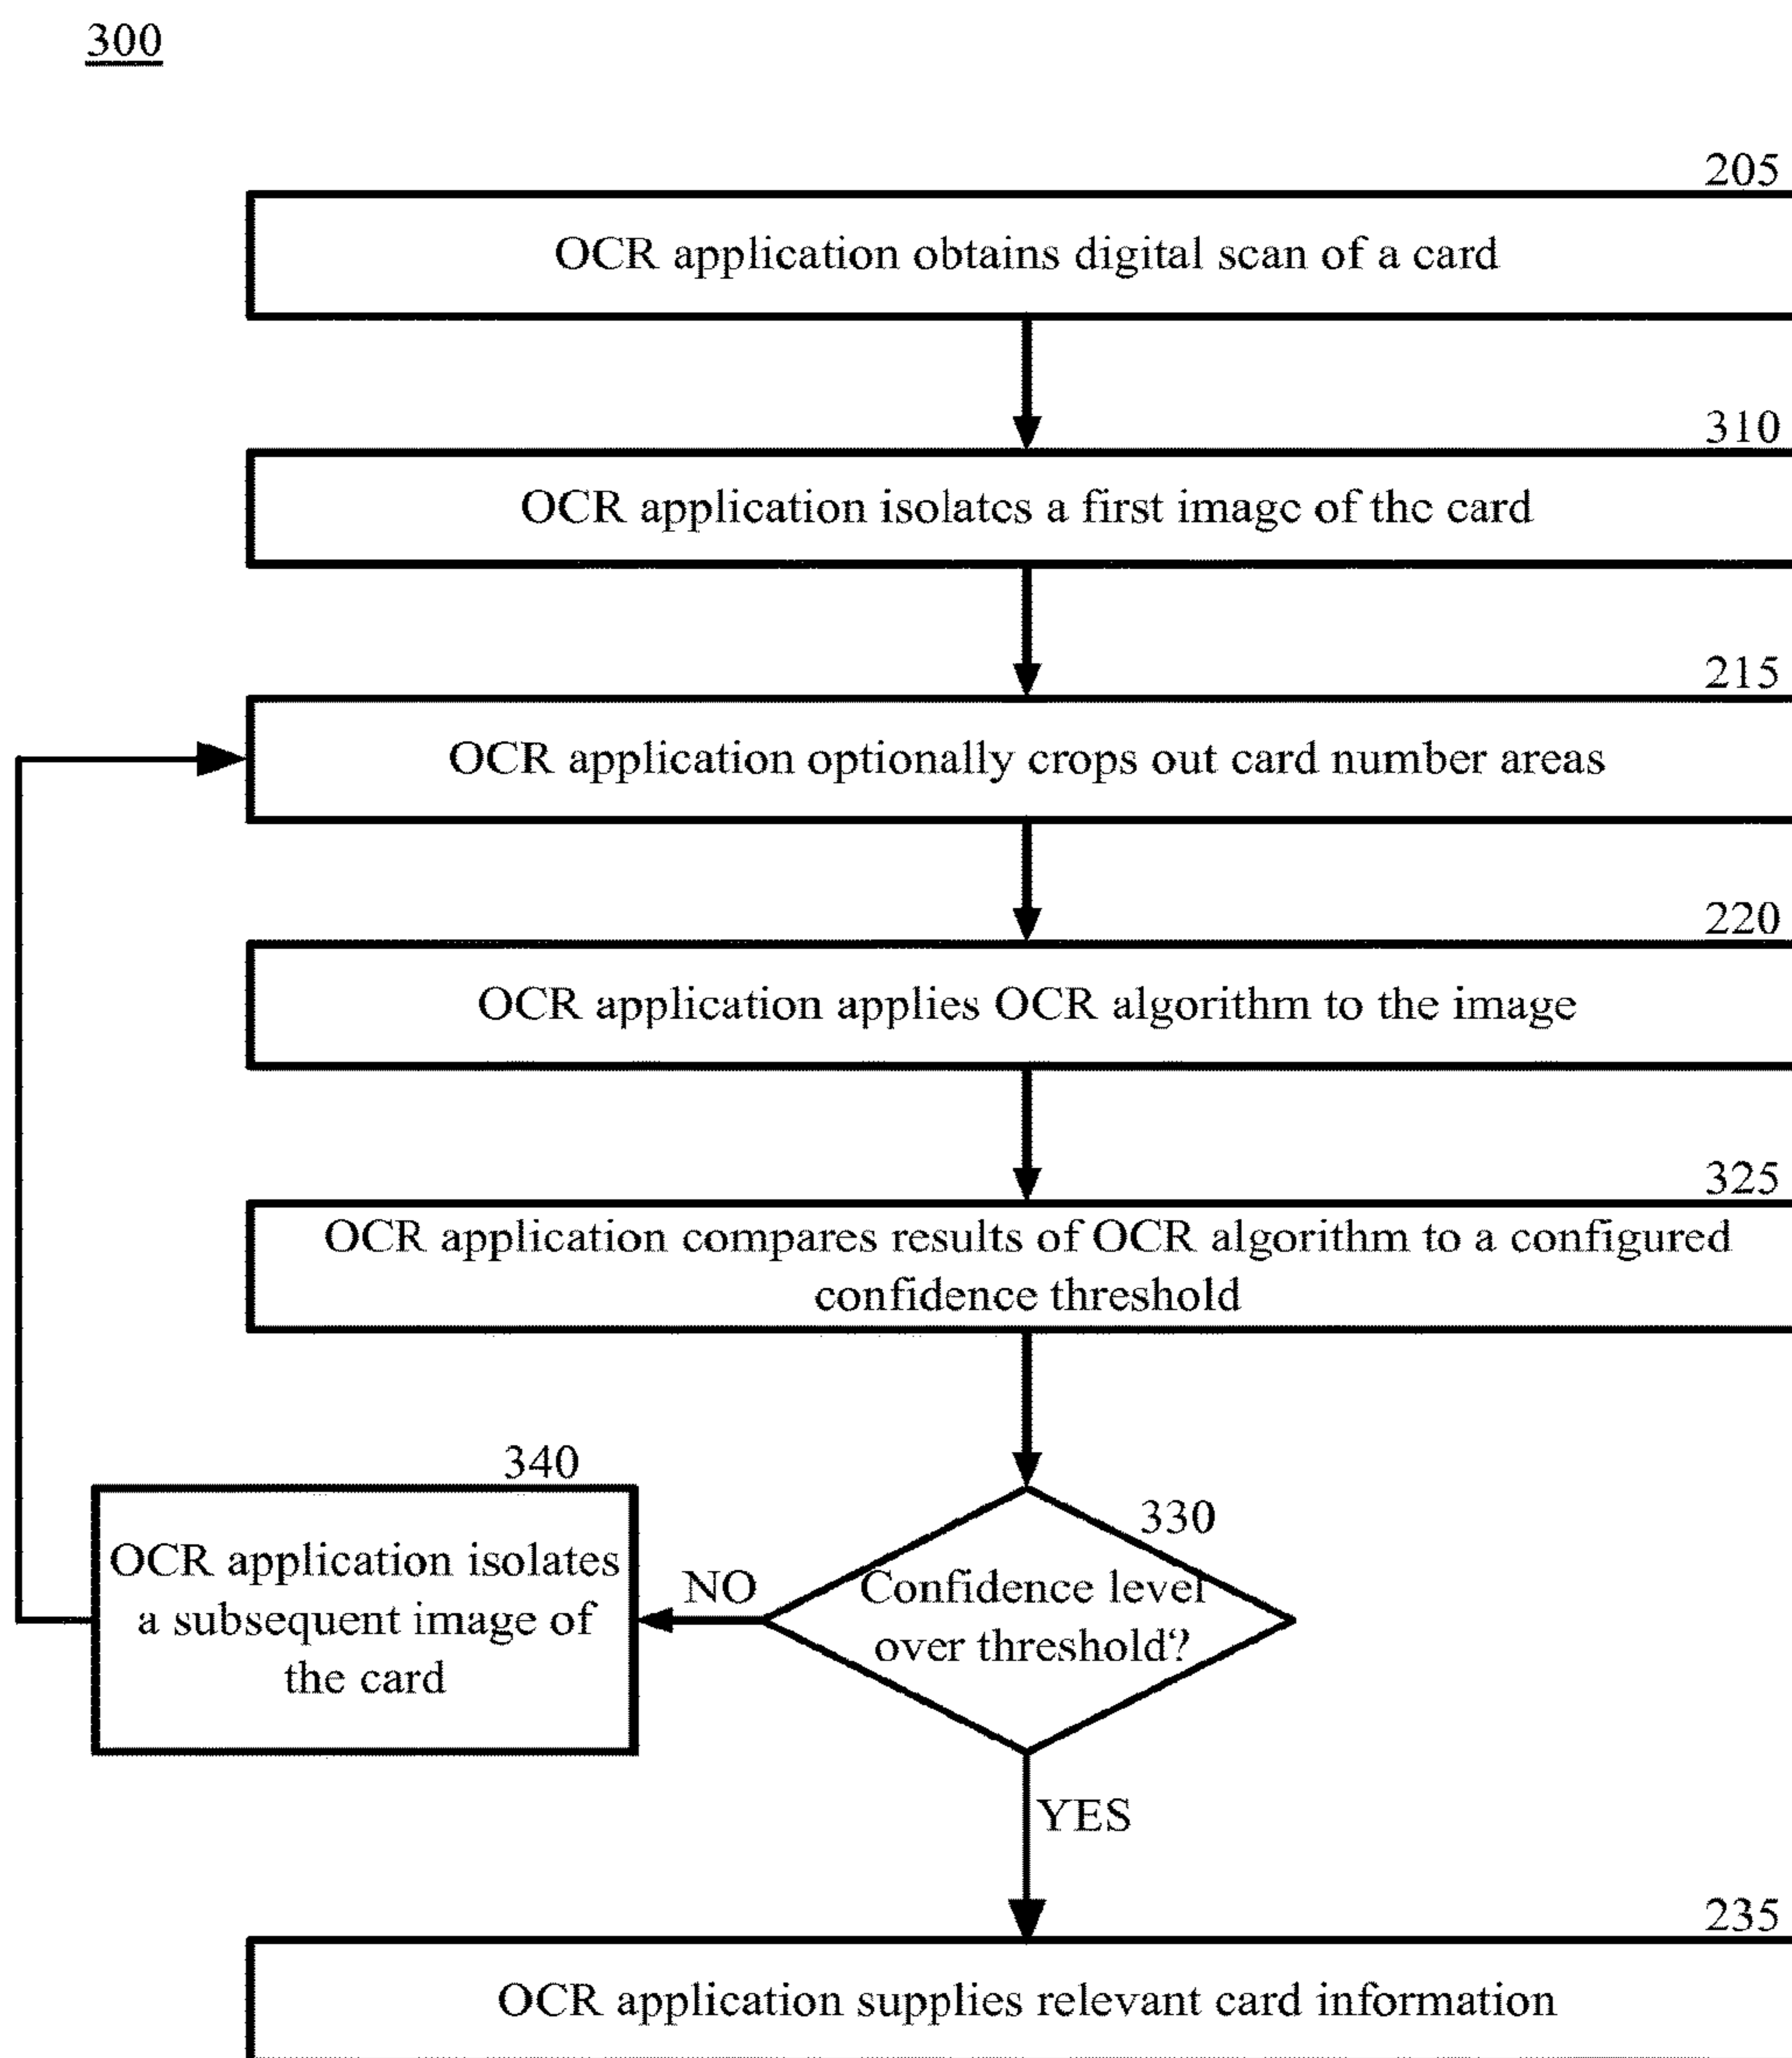 300
205
OCR application obtains digital scan of a card
310
OCR application isolates a first image of the card
215
OCR application optionally crops out card number areas
220
OCR application applies OCR algorithm to the image
325
OCR application compares results of OCR algorithm to a configured
confidence threshold
340
OCR application isolates
a subsequent image of
the card
NO
330
Confidence level
over threshold?
YES
235
OCR application supplies relevant card information